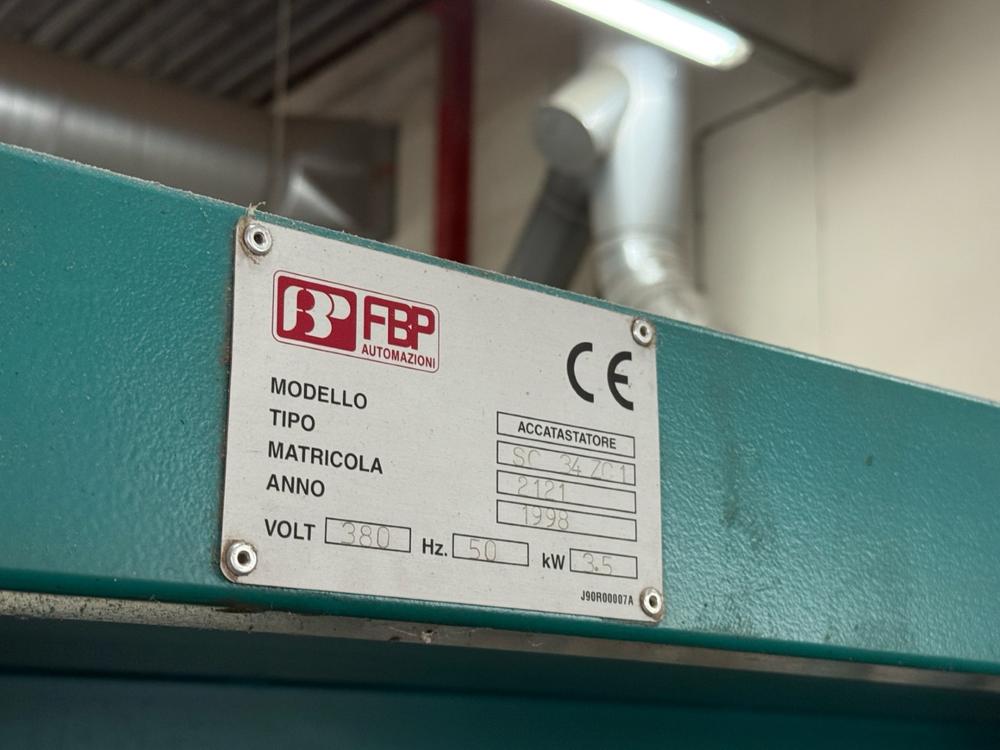 FBP
AUTOMAZIONI
CE
MODELLO ACCATASTATORE
TIPO SC 34 ZC1
MATRICOLA 2121
ANNO 1998
VOLT 380 Hz. 50 kW 3.5
J90R00007A